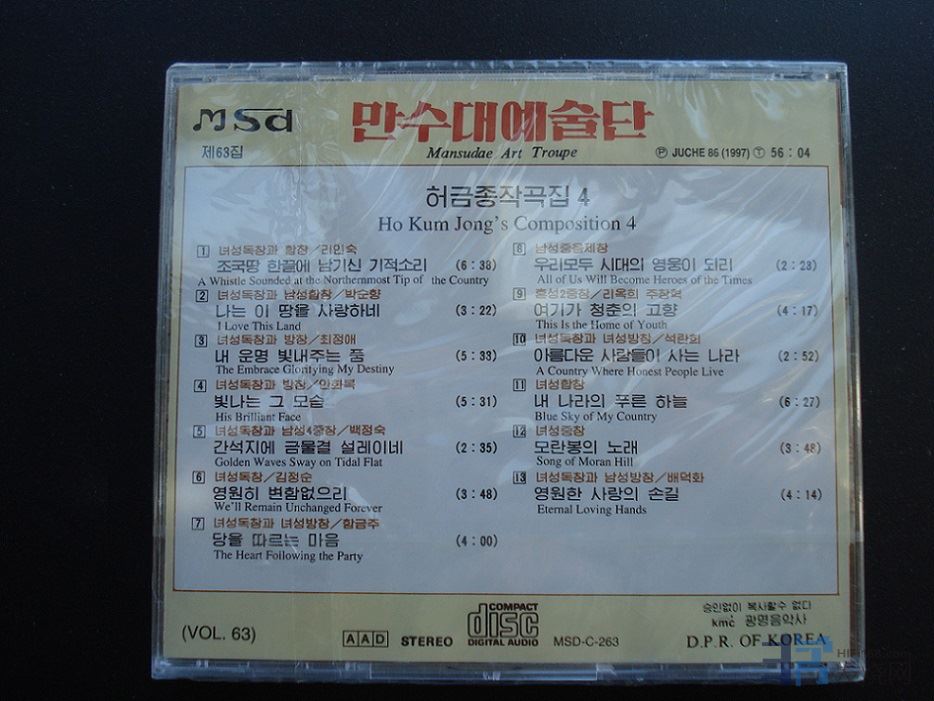 MSd
만수대예술단
제63집
Mansudae Art Troupe
Ⓟ JUCHE 86 (1997) Ⓣ 56 : 04
허금종작곡집 4
Ho Kum Jong's Composition 4
1 녀성독창과 합창/리인숙
조국땅 한끝에 남기신 기적소리 (6:38)
A Whistle Sounded at the Northernmost Tip of the Country
2 녀성독창과 남성합창/박순향
나는 이 땅을 사랑하네 (3:22)
I Love This Land
3 녀성독창과 방창/최정애
내 운명 빛내주는 품 (5:33)
The Embrace Glorifying My Destiny
4 녀성독창과 방창/안화복
빛나는 그 모습 (5:31)
His Brilliant Face
5 녀성독창과 남성4중창/백정숙
간석지에 금물결 설레이네 (2:35)
Golden Waves Sway on Tidal Flat
6 녀성독창/김정순
영원히 변함없으리 (3:48)
We'll Remain Unchanged Forever
7 녀성독창과 녀성방창/함금주
당을 따르는 마음 (4:00)
The Heart Following the Party
8 남성중음제창
우리모두 시대의 영웅이 되리 (2:23)
All of Us Will Become Heroes of the Times
9 혼성2중창/리옥희 주창혁
여기가 청춘의 고향 (4:17)
This Is the Home of Youth
10 녀성독창과 녀성방창/석란희
아름다운 사람들이 사는 나라 (2:52)
A Country Where Honest People Live
11 녀성합창
내 나라의 푸른 하늘 (6:27)
Blue Sky of My Country
12 녀성중창
모란봉의 노래 (3:48)
Song of Moran Hill
13 녀성독창과 남성방창/배덕화
영원한 사랑의 손길 (4:14)
Eternal Loving Hands
(VOL. 63)
AAD STEREO
COMPACT
disc
DIGITAL AUDIO
MSD-C-263
승인없이 복사할수 없다
kmc 광명음악사
D.P.R. OF KOREA